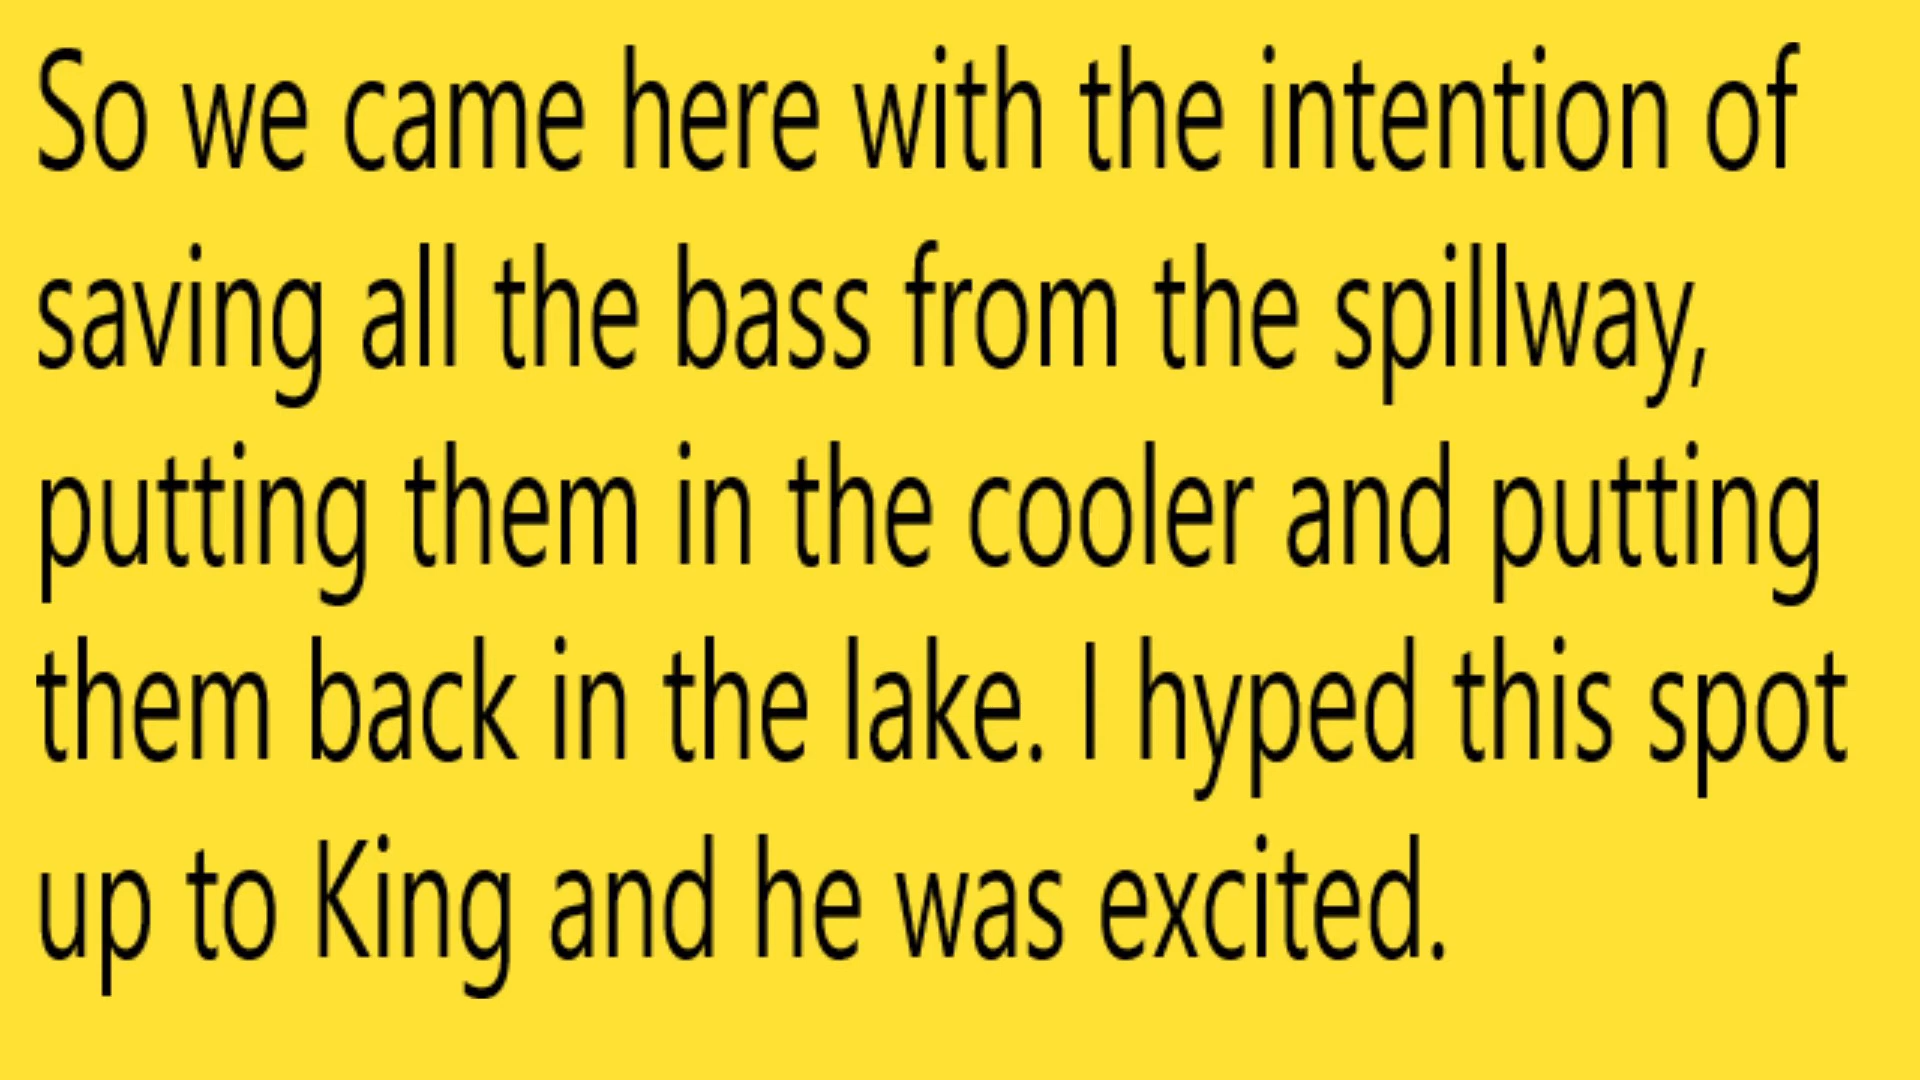 So we came here with the intention of
saving all the bass from the spillway,
putting them in the cooler and putting
them back in the lake. I hyped this spot
up to King and he was excited.